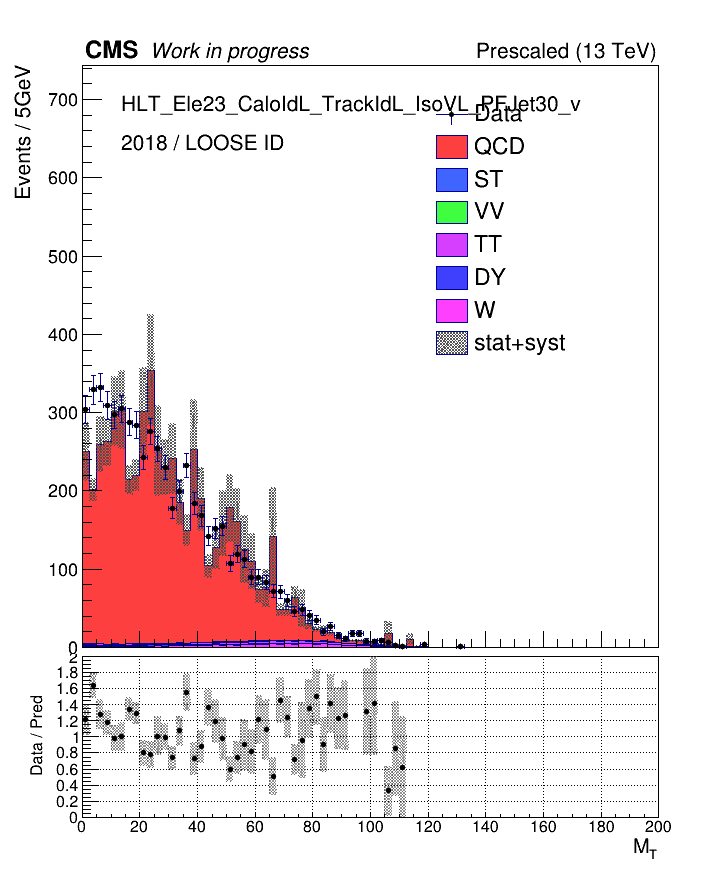 CMS Work in progress Prescaled (13 TeV)
Events / 5GeV
HLT_Ele23_CaloIdL_TrackIdL_IsoVL_PFJet30_v
2018 / LOOSE ID
Data
QCD
ST
VV
TT
DY
W
stat+syst
700
600
500
400
300
200
100
0
Data / Pred
2
1.8
1.6
1.4
1.2
1
0.8
0.6
0.4
0.2
0
0 20 40 60 80 100 120 140 160 180 200
M_T